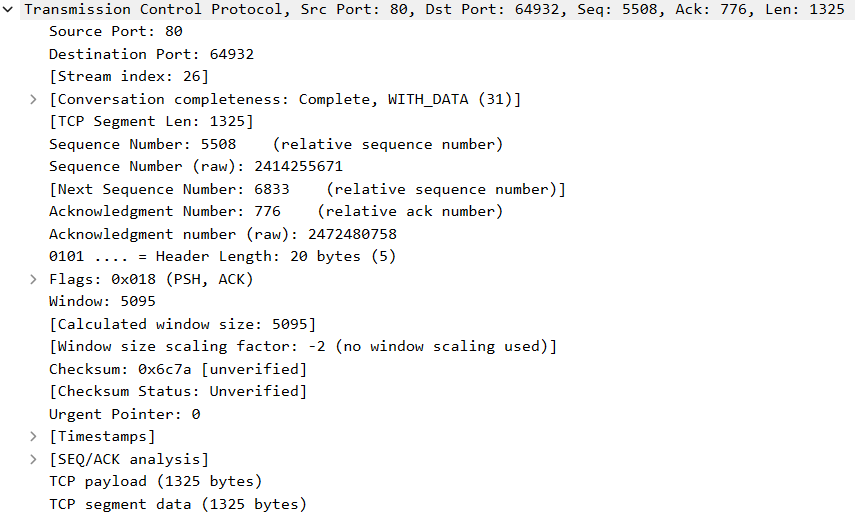 Transmission Control Protocol, Src Port: 80, Dst Port: 64932, Seq: 5508, Ack: 776, Len: 1325
Source Port: 80
Destination Port: 64932
[Stream index: 26]
[Conversation completeness: Complete, WITH_DATA (31)]
[TCP Segment Len: 1325]
Sequence Number: 5508    (relative sequence number)
Sequence Number (raw): 2414255671
[Next Sequence Number: 6833    (relative sequence number)]
Acknowledgment Number: 776    (relative ack number)
Acknowledgment number (raw): 2472480758
0101 .... = Header Length: 20 bytes (5)
Flags: 0x018 (PSH, ACK)
Window: 5095
[Calculated window size: 5095]
[Window size scaling factor: -2 (no window scaling used)]
Checksum: 0x6c7a [unverified]
[Checksum Status: Unverified]
Urgent Pointer: 0
[Timestamps]
[SEQ/ACK analysis]
TCP payload (1325 bytes)
TCP segment data (1325 bytes)